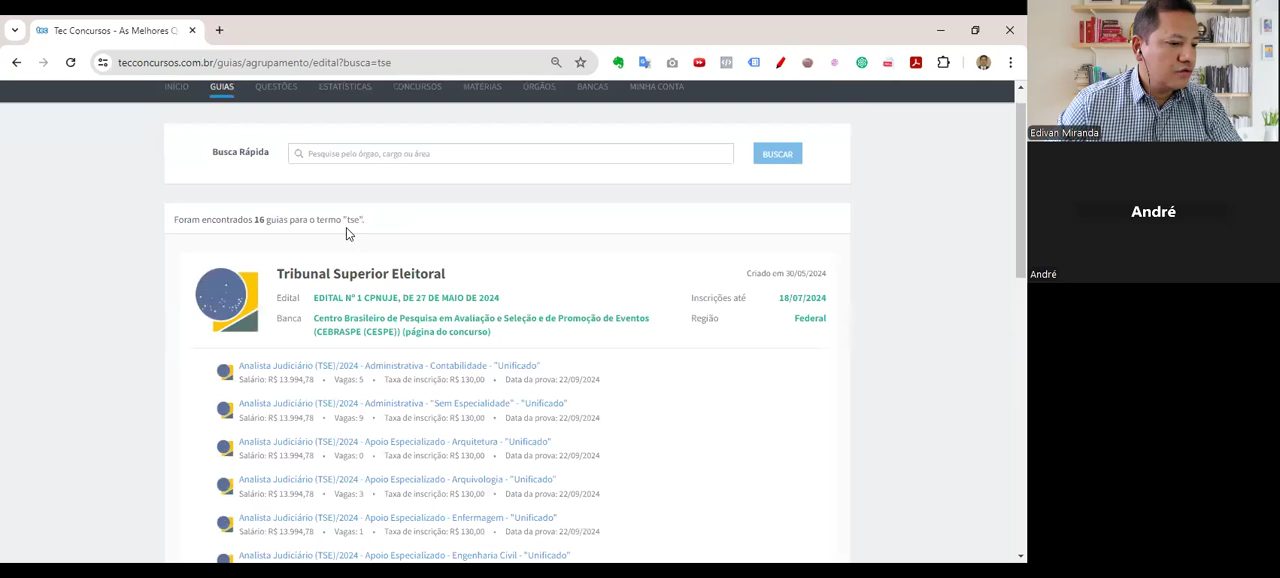 Tec Concursos - As Melhores Q
tecconcursos.com.br/guias/agrupamento/edital?busca=tse
INÍCIO GUIAS QUESTÕES ESTATÍSTICAS CONCURSOS MATÉRIAS ÓRGÃOS BANCAS MINHA CONTA
Busca Rápida Pesquise pelo órgao, cargo ou área BUSCAR
Foram encontrados 16 guias para o termo "tse".
Tribunal Superior Eleitoral Criado em 30/05/2024
Edital EDITAL Nº 1 CPNUJE, DE 27 DE MAIO DE 2024 Inscrições até 18/07/2024
Banca Centro Brasileiro de Pesquisa em Avaliação e Seleção e de Promoção de Eventos Região Federal
(CEBRASPE (CESPE)) (página do concurso)
Analista Judiciário (TSE)/2024 - Administrativa - Contabilidade - "Unificado"
Salário: R$ 13.994,78 • Vagas: 5 • Taxa de inscrição: R$ 130,00 • Data da prova: 22/09/2024
Analista Judiciário (TSE)/2024 - Administrativa - "Sem Especialidade" - "Unificado"
Salário: R$ 13.994,78 • Vagas: 9 • Taxa de inscrição: R$ 130,00 • Data da prova: 22/09/2024
Analista Judiciário (TSE)/2024 - Apoio Especializado - Arquitetura - "Unificado"
Salário: R$ 13.994,78 • Vagas: 0 • Taxa de inscrição: R$ 130,00 • Data da prova: 22/09/2024
Analista Judiciário (TSE)/2024 - Apoio Especializado - Arquivologia - "Unificado"
Salário: R$ 13.994,78 • Vagas: 3 • Taxa de inscrição: R$ 130,00 • Data da prova: 22/09/2024
Analista Judiciário (TSE)/2024 - Apoio Especializado - Enfermagem - "Unificado"
Salário: R$ 13.994,78 • Vagas: 1 • Taxa de inscrição: R$ 130,00 • Data da prova: 22/09/2024
Analista Judiciário (TSE)/2024 - Apoio Especializado - Engenharia Civil - "Unificado"
Edivan Miranda
André
André